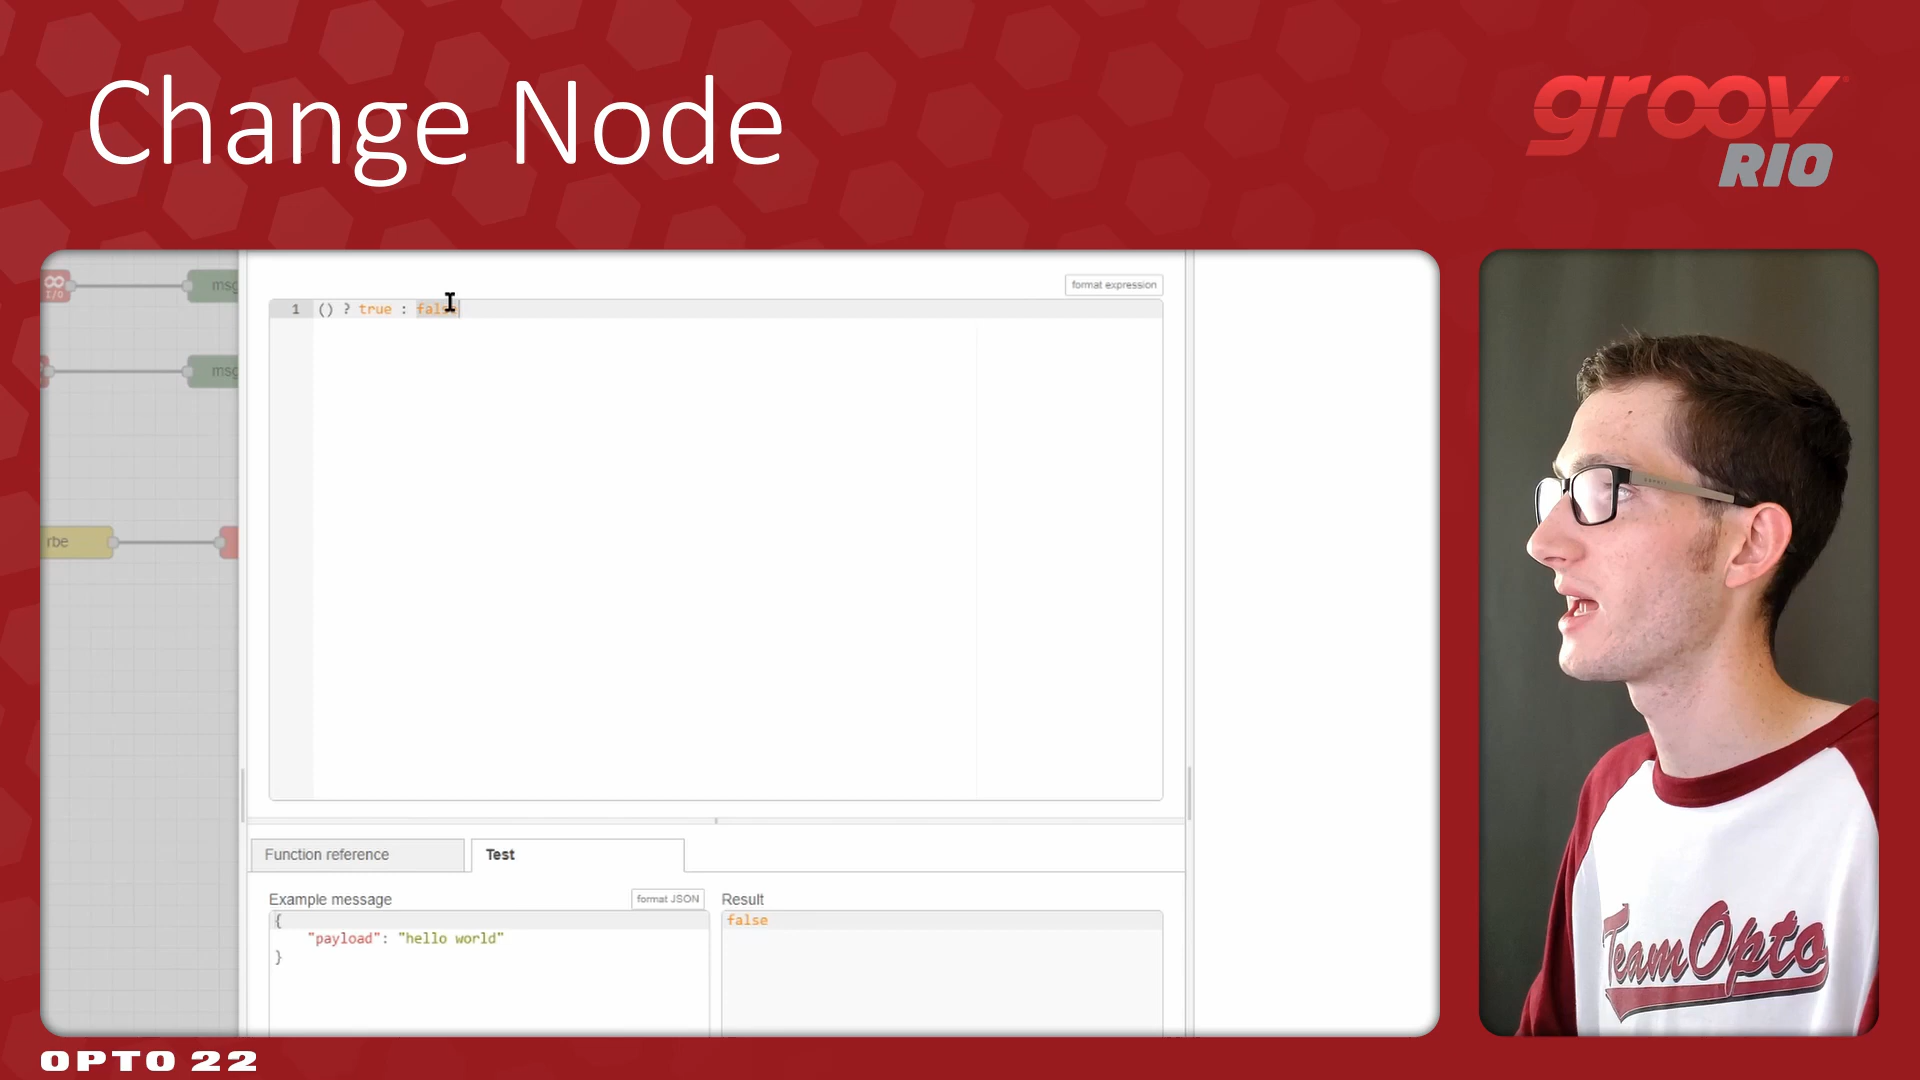 Change Node
groov
RIO
I/O
msg
format expression
1 () ? true : false
msg
rbe
Function reference
Test
Example message
format JSON
Result
{
"payload": "hello world"
}
false
TeamOpto
OPTO 22